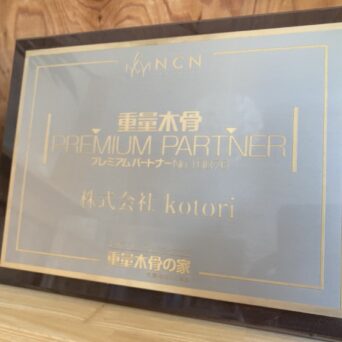 NCN
重量木骨
PREMIUM PARTNER
プレミアムパートナー
株式会社 kotori
重量木骨の家